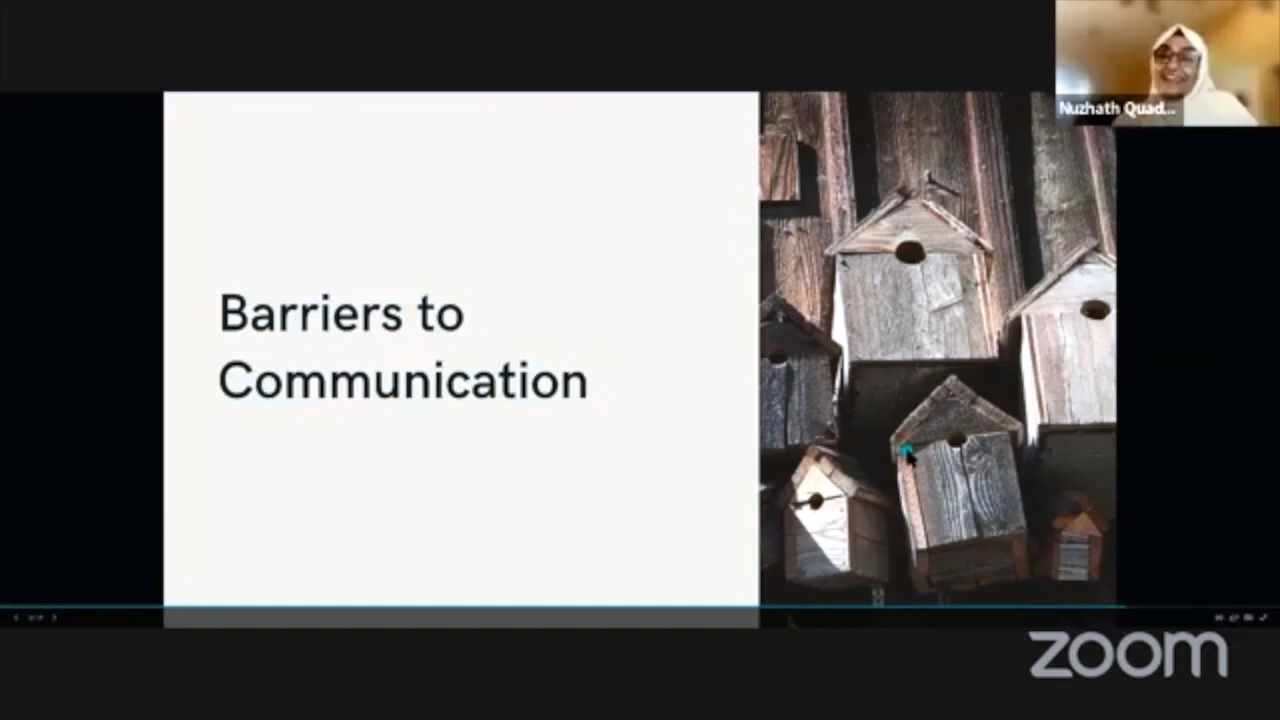 Nuzhath Quad...
Barriers to
Communication
zoom